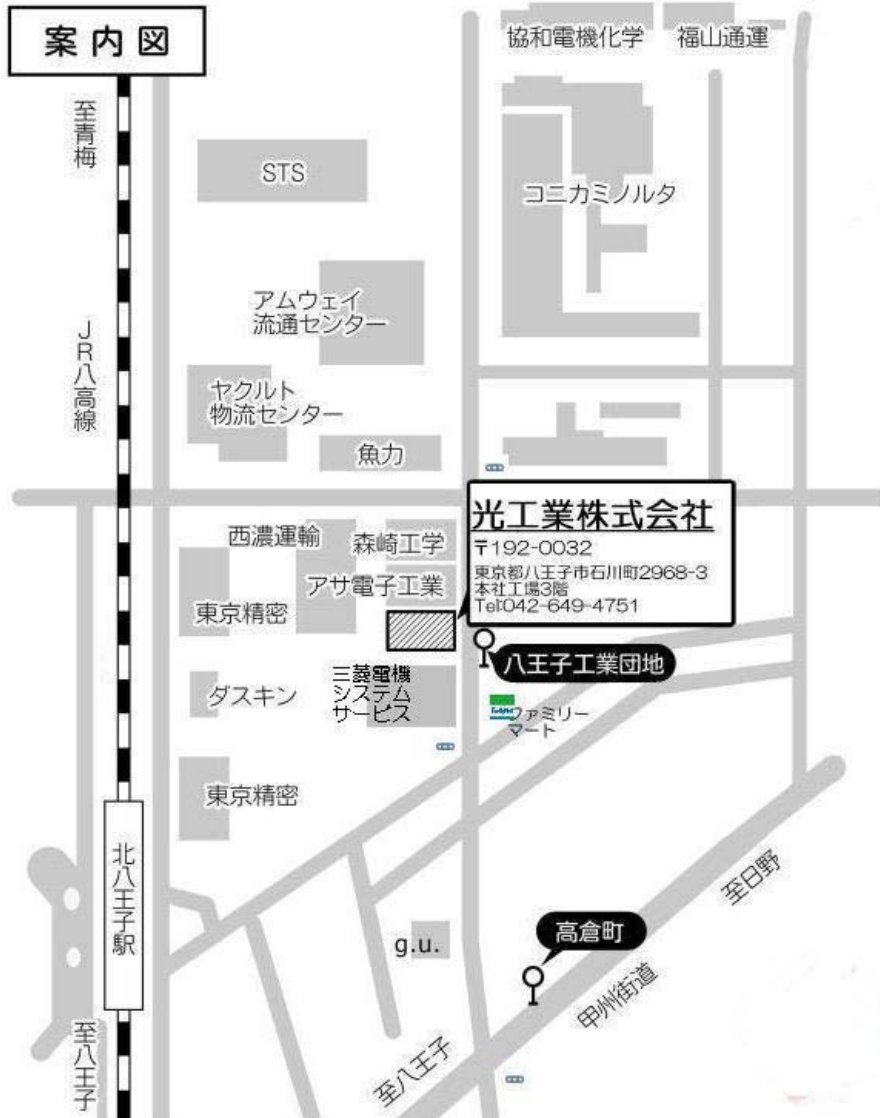 案内図
協和電機化学
福山通運
至青梅
STS
コニカミノルタ
アムウェイ
流通センター
JR八高線
ヤクルト
物流センター
魚力
光工業株式会社
〒192-0032
東京都八王子市石川町2968-3
本社工場3階
Tel:042-649-4751
西濃運輸
森崎工学
アサ電子工業
東京精密
八王子工業団地
三菱電機
システム
サービス
ダスキン
ファミリー
マート
東京精密
北八王子駅
至日野
高倉町
g.u.
甲州街道
至八王子
至八王子